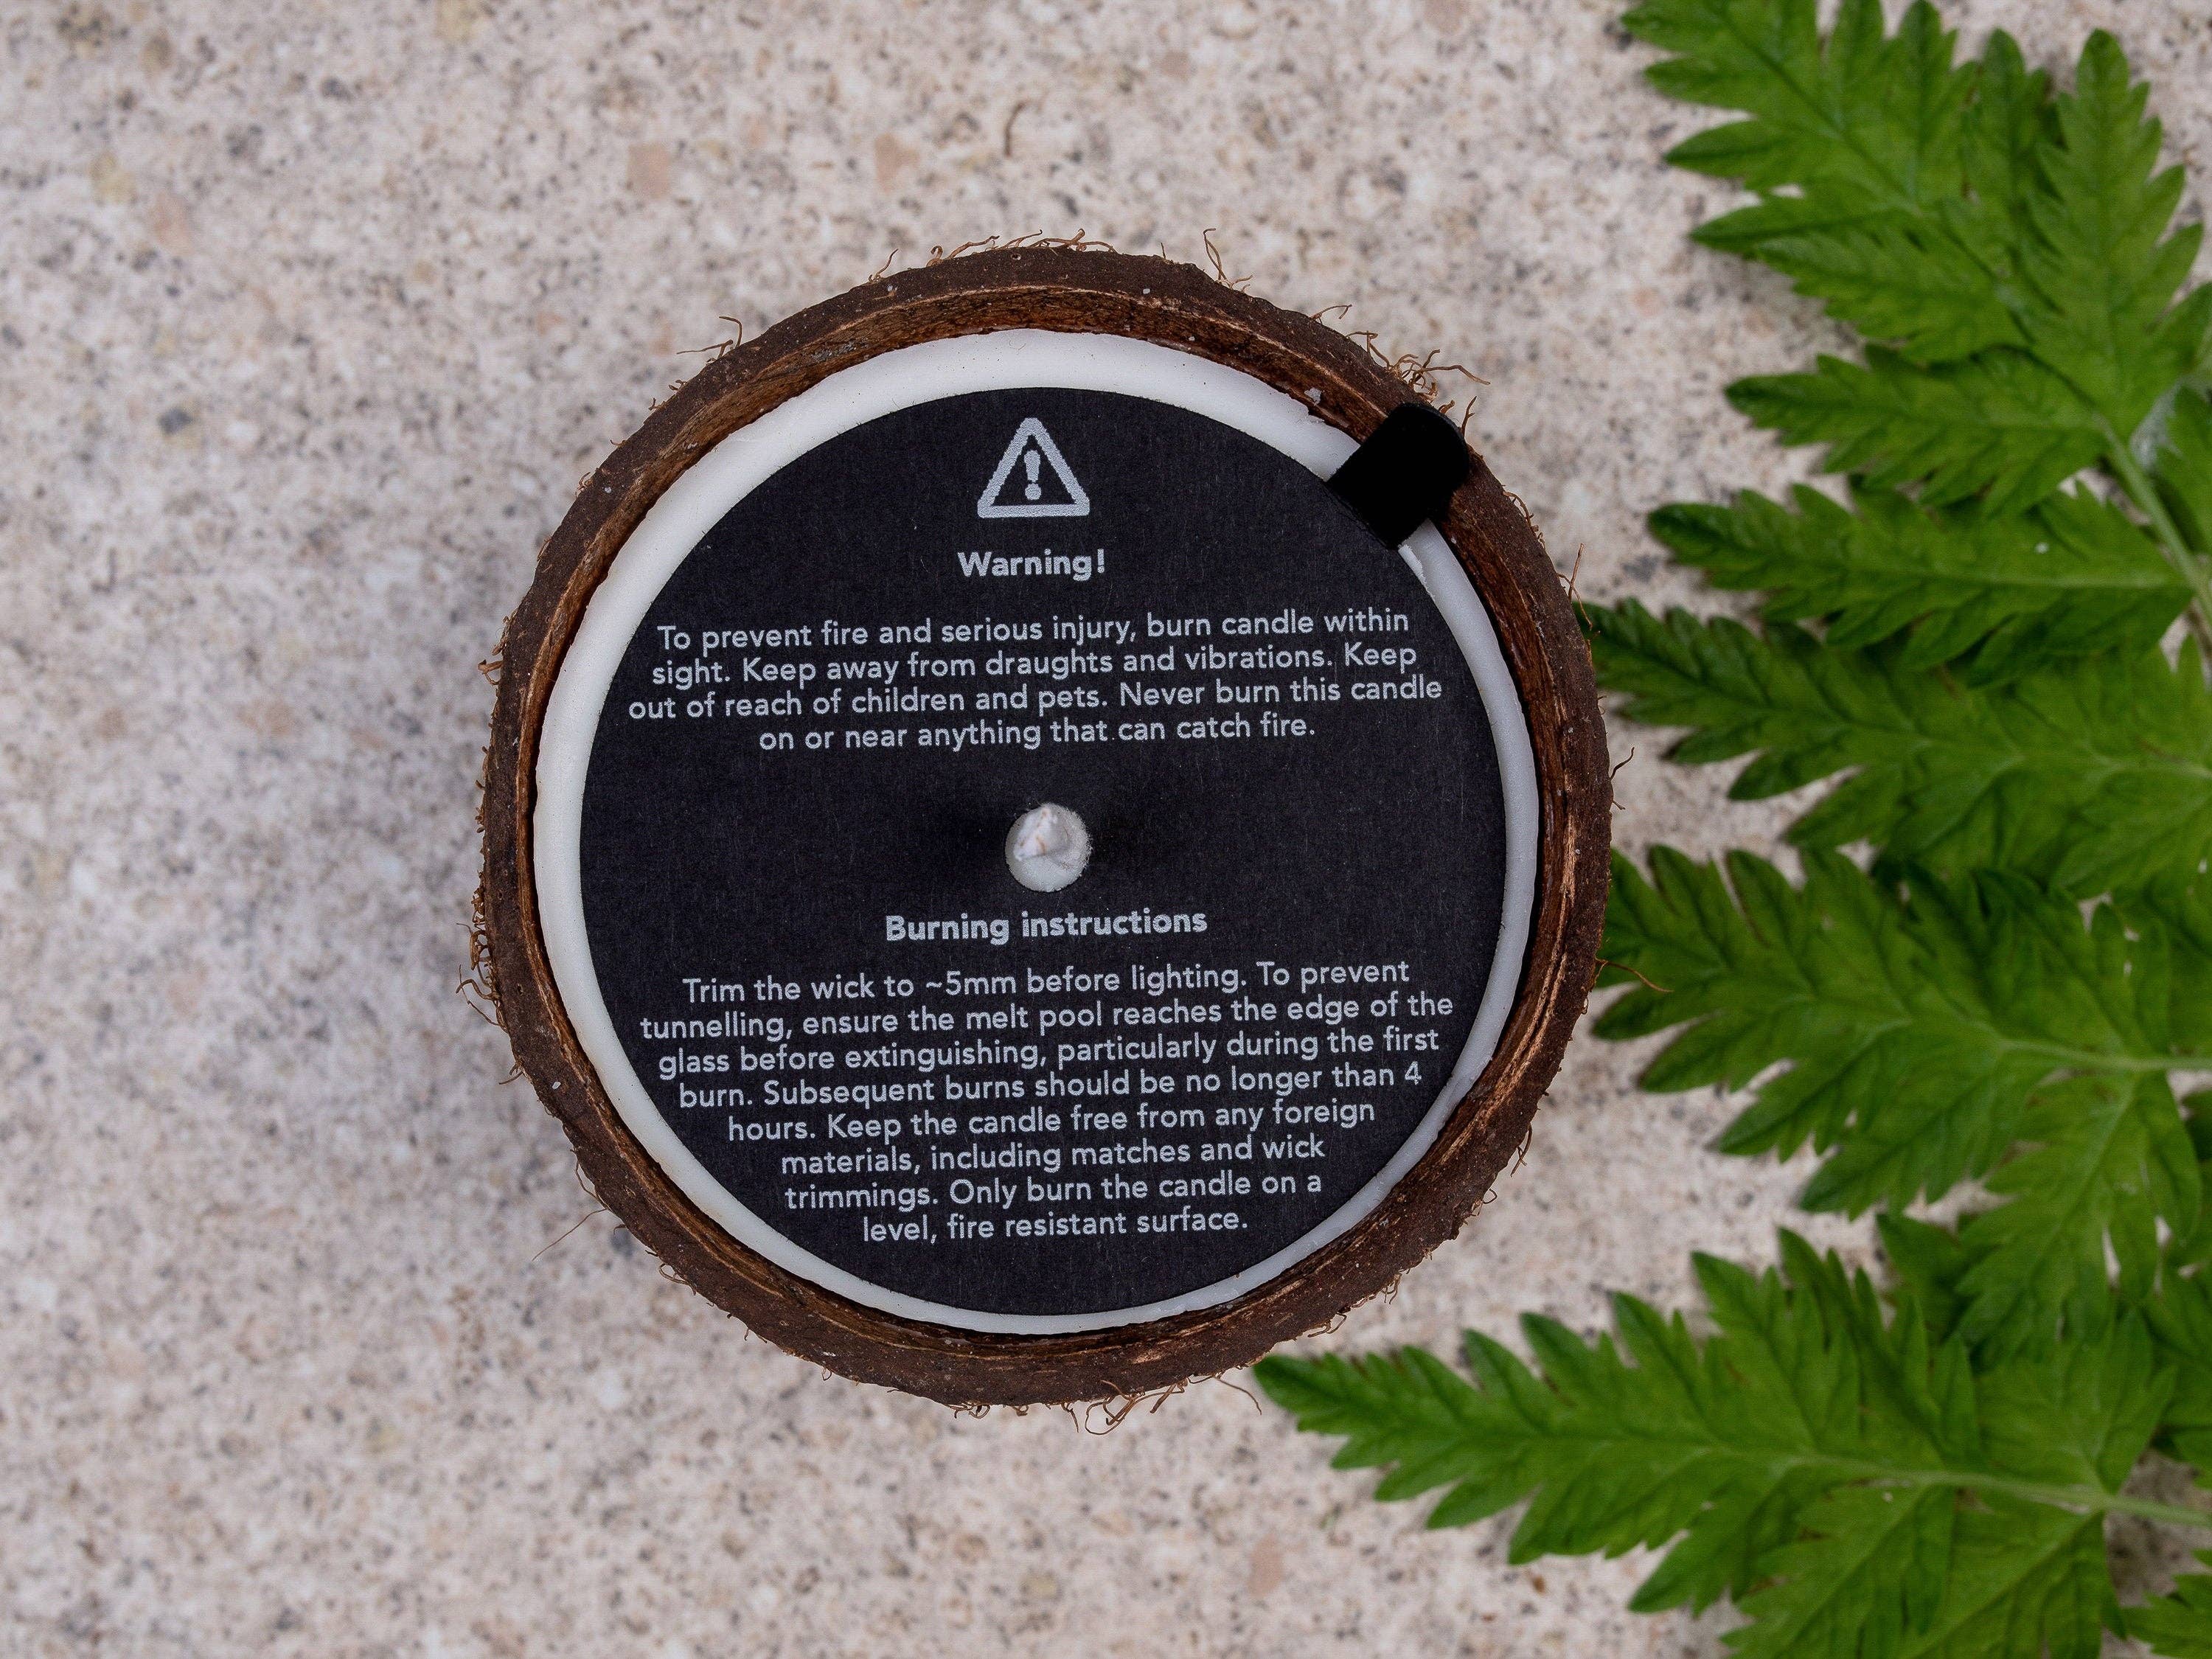 Warning!
To prevent fire and serious injury, burn candle within
sight. Keep away from draughts and vibrations. Keep
out of reach of children and pets. Never burn this candle
on or near anything that can catch fire.
Burning instructions
Trim the wick to ~5mm before lighting. To prevent
tunnelling, ensure the melt pool reaches the edge of the
glass before extinguishing, particularly during the first
burn. Subsequent burns should be no longer than 4
hours. Keep the candle free from any foreign
materials, including matches and wick
trimmings. Only burn the candle on a
level, fire resistant surface.